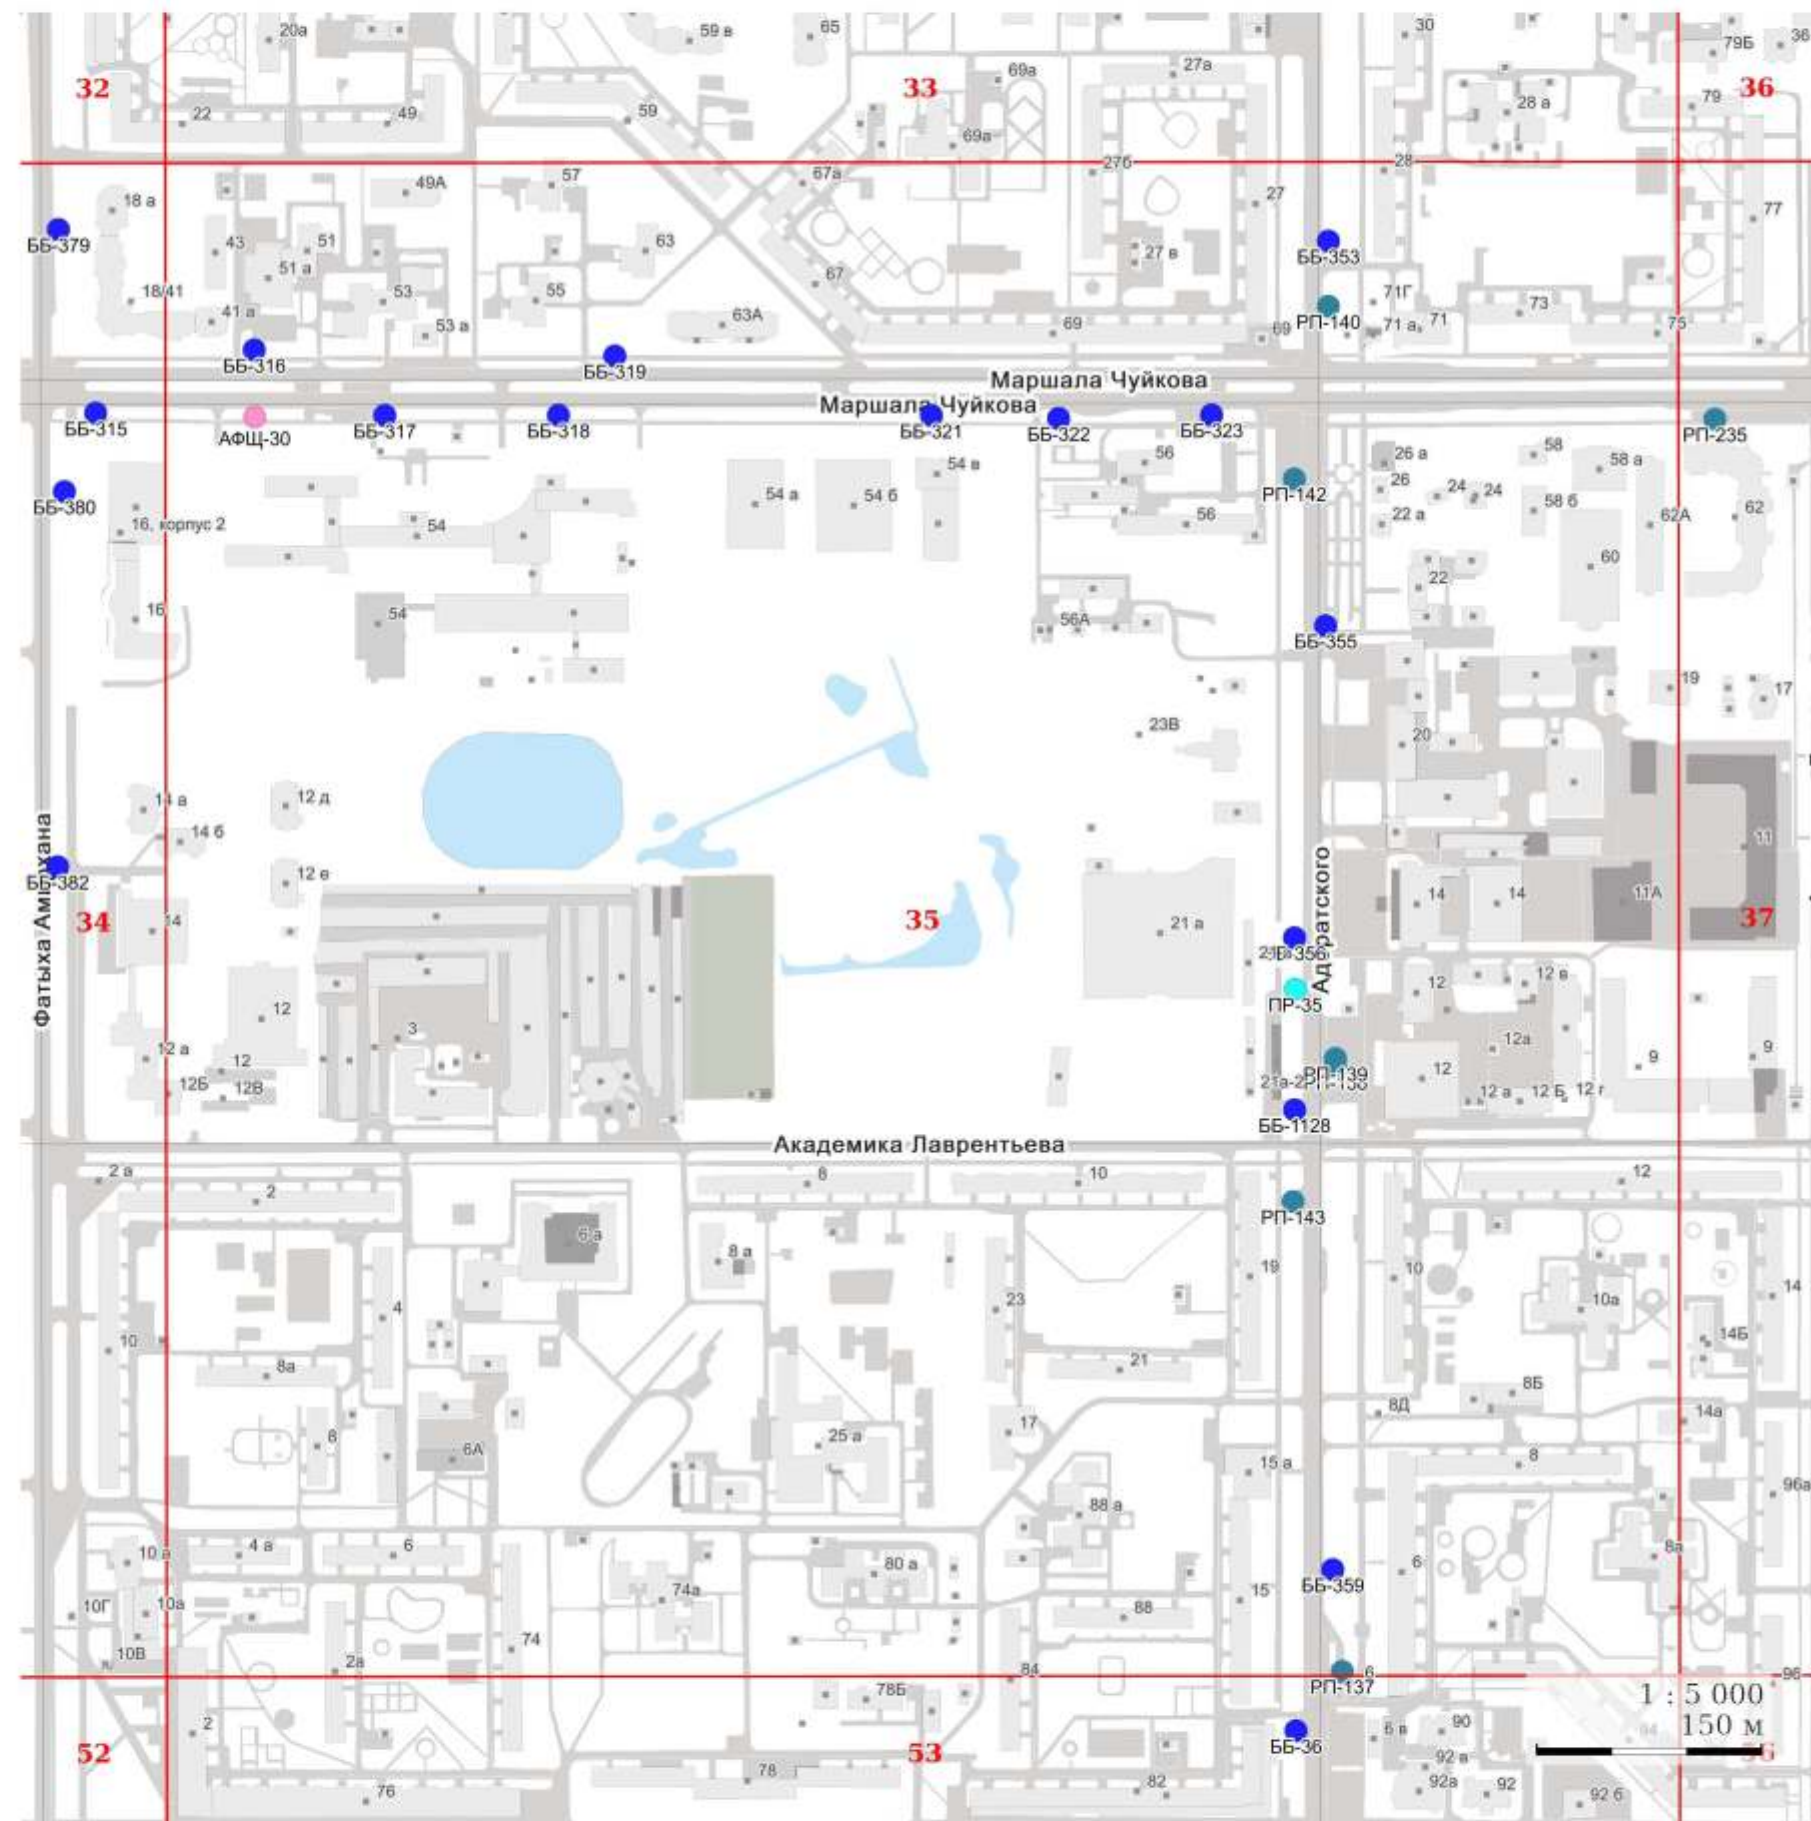 20а
59 в
65
30
79Б
36
32
33
69а
27а
36
22
49
59
69а
28 а
79
27б
28
18 а
49А
57
67а
27
77
ББ-379
43
51
63
27 в
ББ-353
51 а
67
18/41
53
55
71Г
73
41 а
53 а
63А
69
69
РП-140
71 а,
71
75
ББ-316
ББ-319
Маршала Чуйкова
Маршала Чуйкова
ББ-315
АФЩ-30
ББ-317
ББ-318
ББ-321
ББ-322
ББ-323
РП-235
56
26 а
58
58 а
54 в
РП-142
26
24
24
ББ-380
54 а
54 б
58 б
62А
62
16, корпус 2
54
56
22 а
60
22
16
54
56А
ББ-355
19
17
23В
20
14 в
12 д
14 б
11
Фатыха Амирхана
Адоратского
ББ-382
12 е
14
14
11А
34
14
35
21 а
37
ББ-356
12
12 в
ПР-35
12
3
12а
12 а
12
РП-139
12
9
9
12Б
12В
12 а
12 Б
12 г
ББ-1128
Академика Лаврентьева
2 а
2
8
10
12
РП-143
6 а
8 а
19
10
14
4
23
10а
10
14Б
8а
21
8Б
8Д
14а
8
6А
25 а
17
15 а
8
96а
88 а
10 а
4 а
6
80 а
6
8а
ББ-359
10Г
10а
74а
88
15
10В
2а
74
84
6
96
РП-137
78Б
1 : 5 000
150 м
2
ББ-36
6 в
90
94
52
53
56
92 а
78
82
92а
92
76
92 б